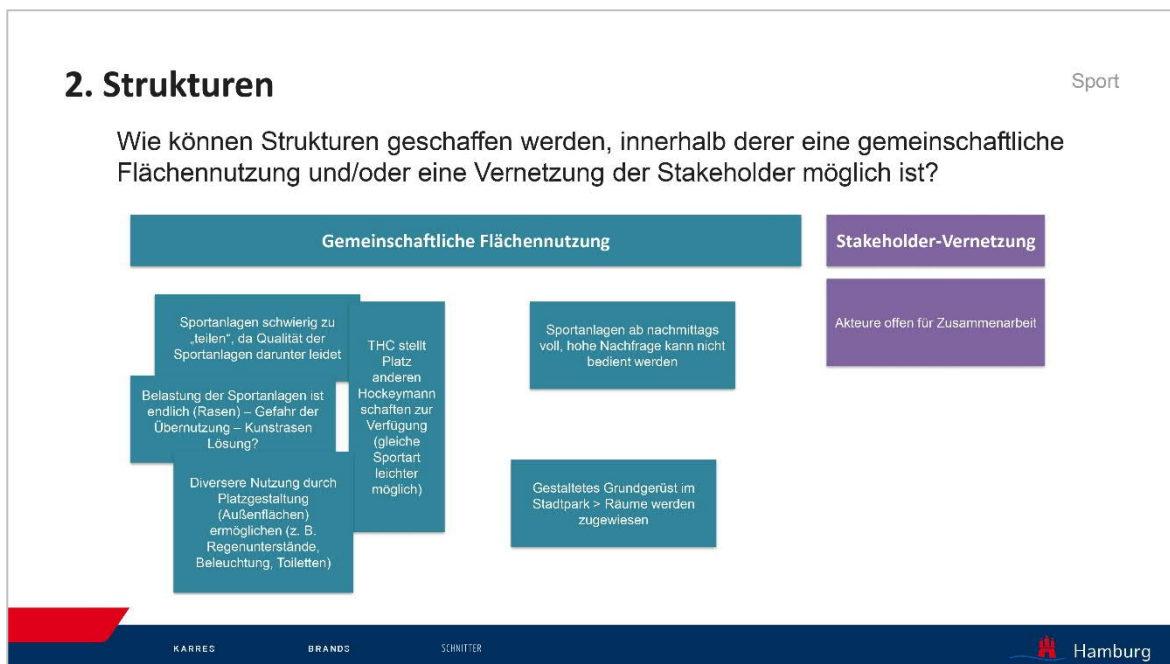 2. Strukturen
Sport
Wie können Strukturen geschaffen werden, innerhalb derer eine gemeinschaftliche
Flächennutzung und/oder eine Vernetzung der Stakeholder möglich ist?
Gemeinschaftliche Flächennutzung
Stakeholder-Vernetzung
Sportanlagen schwierig zu
„teilen“, da Qualität der
Sportanlagen darunter leidet
Belastung der Sportanlagen ist
endlich (Rasen) – Gefahr der
Übernutzung – Kunstrasen
Lösung?
Diversere Nutzung durch
Platzgestaltung
(Außenflächen)
ermöglichen (z. B.
Regenunterstände,
Beleuchtung, Toiletten)
THC stellt
Platz
anderen
Hockeymann
schaften zur
Verfügung
(gleiche
Sportart
leichter
möglich)
Sportanlagen ab nachmittags
voll, hohe Nachfrage kann nicht
bedient werden
Gestaltetes Grundgerüst im
Stadtpark > Räume werden
zugewiesen
Akteure offen für Zusammenarbeit
KARRES BRANDS SCHNITTER
Hamburg